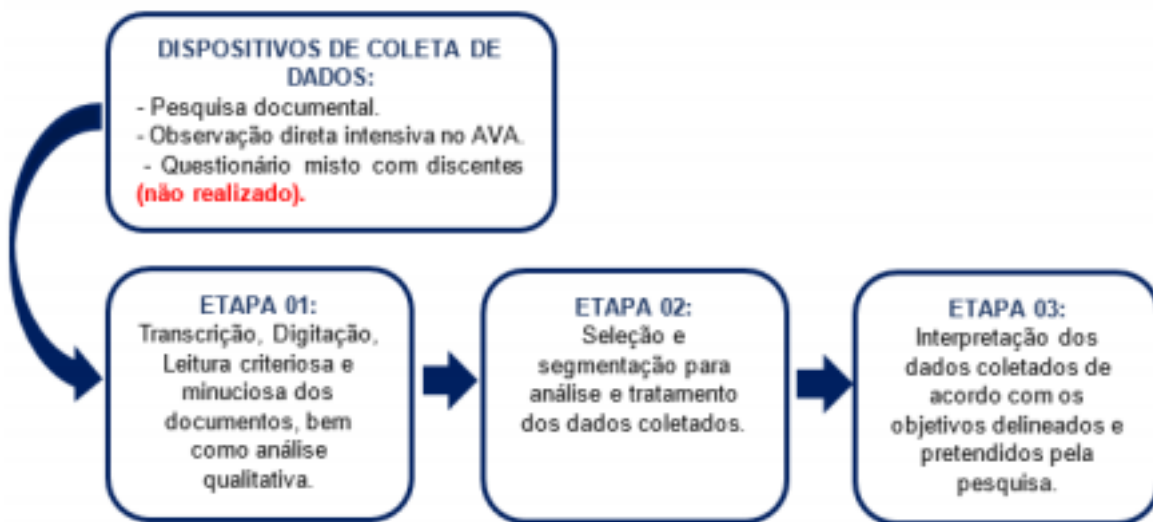 DISPOSITIVOS DE COLETA DE
DADOS:
- Pesquisa documental.
- Observação direta intensiva no AVA.
- Questionário misto com discentes
(não realizado).
ETAPA 01:
Transcrição, Digitação,
Leitura criteriosa e
minuciosa dos
documentos, bem
como análise
qualitativa.
ETAPA 02:
Seleção e
segmentação para
análise e tratamento
dos dados coletados.
ETAPA 03:
Interpretação dos
dados coletados de
acordo com os
objetivos delineados e
pretendidos pela
pesquisa.